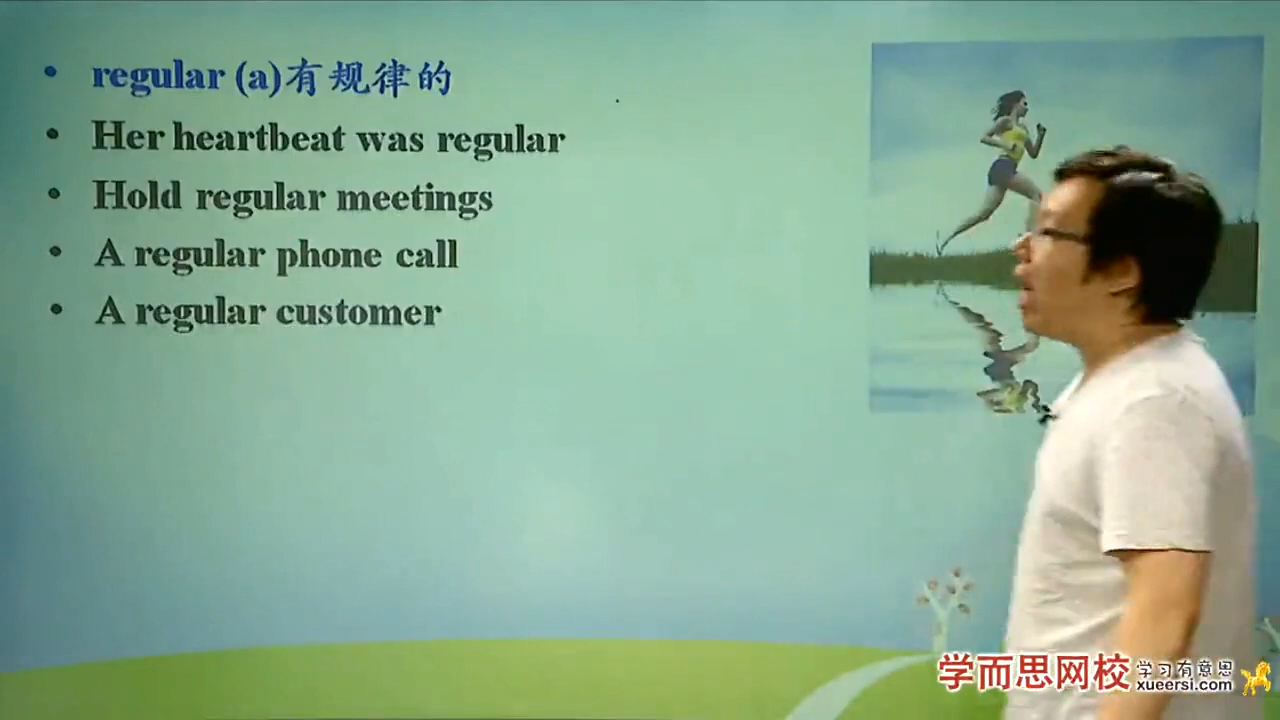 regular (a)有规律的
Her heartbeat was regular
Hold regular meetings
A regular phone call
A regular customer
学而思网校 学习有意思
xueersi.com